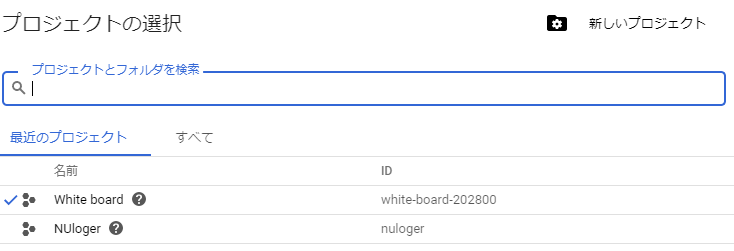 プロジェクトの選択
新しいプロジェクト
プロジェクトとフォルダを検索
最近のプロジェクト すべて
名前 ID
White board white-board-202800
NUloger nuloger